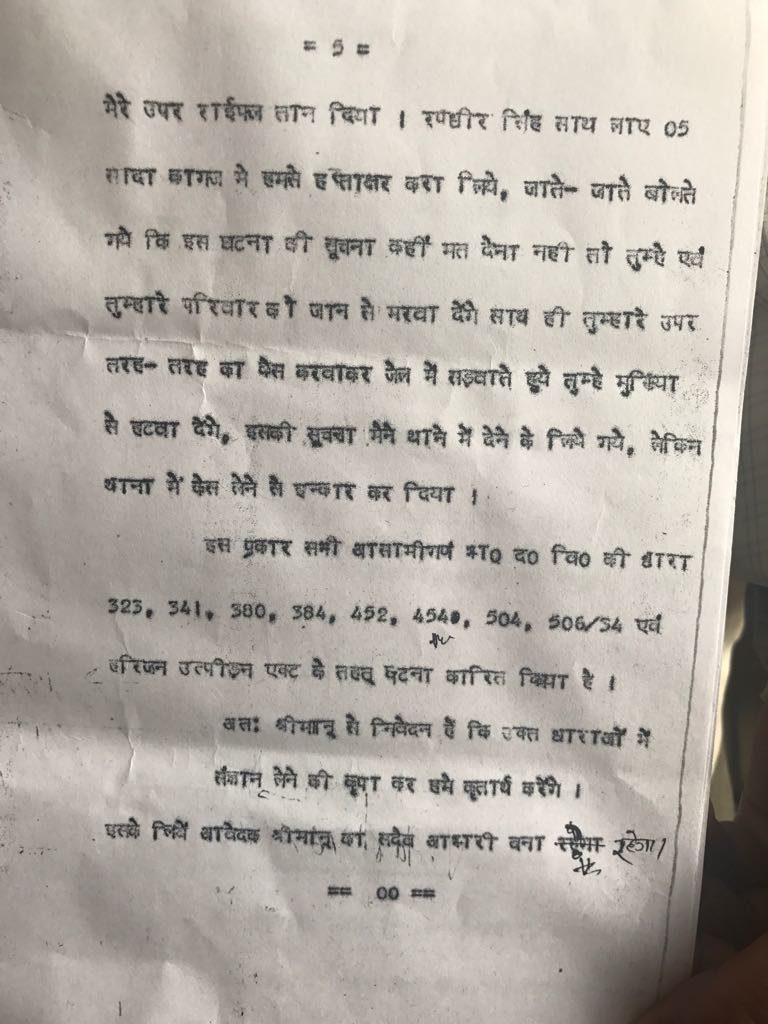 = 5 =
मेरे उपर राईफल तान दिया । रणधीर सिंह साथ लाए 05
सादा कागज मे हमसे हस्ताक्षर करा लिये, जाते- जाते बोलते
गये कि इस घटना की सूचना कहीं मत देना नही तो तुम्हे एवं
तुम्हारे परिवार को जान से मरवा देंगे साथ ही तुम्हारे उपर
तरह- तरह का केस करवाकर जेल में सड़वाते हुये तुम्हे मुखिया
से हटवा देंगे, इसकी सूचना मैने थाने में देने के लिये गये, लेकिन
थाना में केस लेने से इन्कार कर दिया ।
इस प्रकार सभी आसामीगण भा0 द0 वि0 की धारा
323, 341, 380, 384, 452, 454, 504, 506/34 एवं
हरिजन उत्पीड़न एक्ट के तहत् घटना कारित किया है ।
अतः श्रीमान् से निवेदन है कि उक्त धाराओं में
संज्ञान लेने की कृपा कर हमे कृतार्थ करेंगे ।
इसके लिये आवेदक श्रीमान् का सदैव आभारी बना रहेगा।
== 00 ==